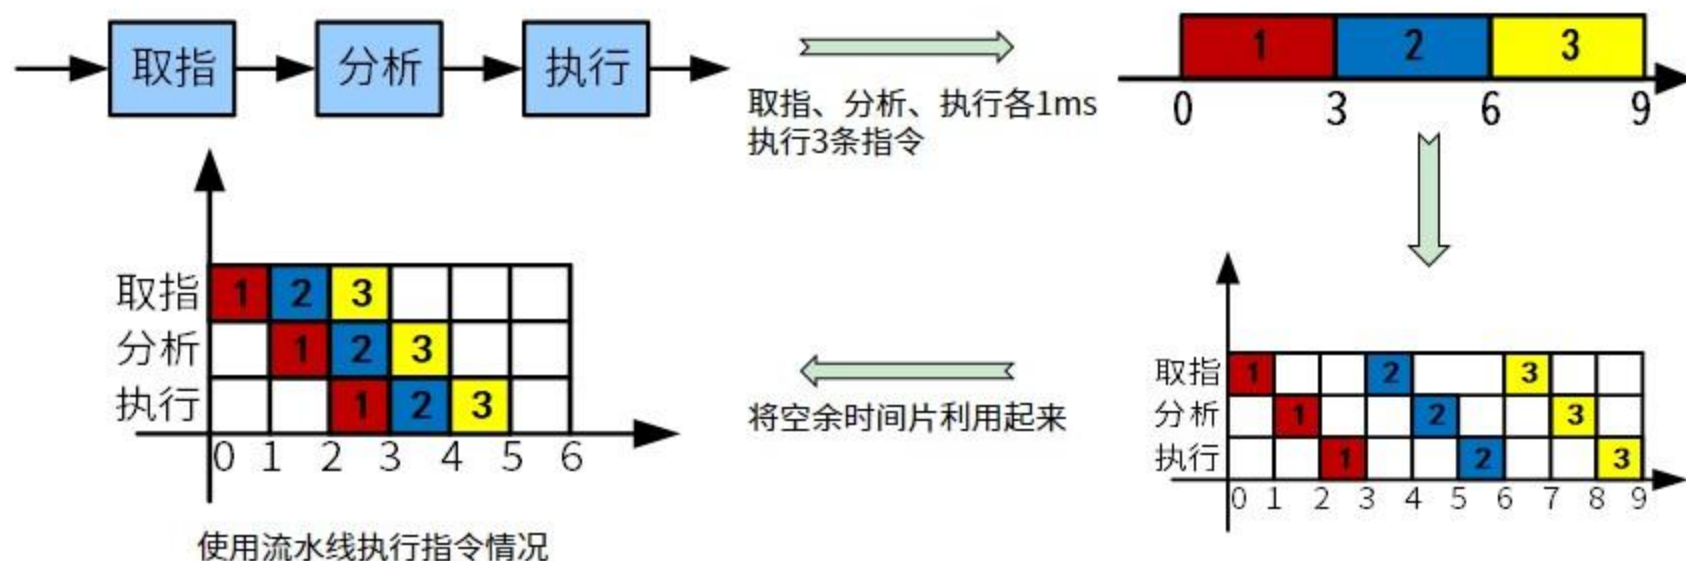 取指 分析 执行
取指、分析、执行各1ms
执行3条指令
1 2 3
0 3 6 9
取指 1 2 3
分析 1 2 3
执行 1 2 3
0 1 2 3 4 5 6
使用流水线执行指令情况
将空余时间片利用起来
取指 1 2 3
分析 1 2 3
执行 1 2 3
0 1 2 3 4 5 6 7 8 9